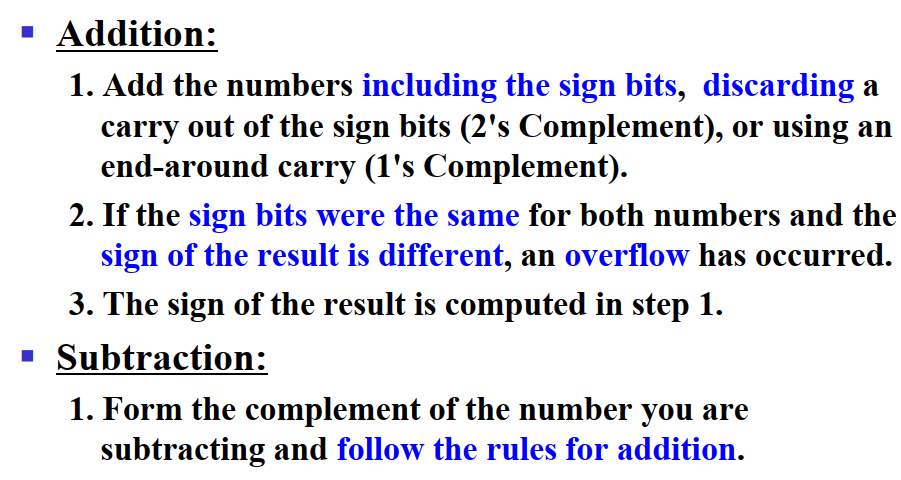 ▪ Addition:
1. Add the numbers including the sign bits, discarding a
carry out of the sign bits (2's Complement), or using an
end-around carry (1's Complement).
2. If the sign bits were the same for both numbers and the
sign of the result is different, an overflow has occurred.
3. The sign of the result is computed in step 1.
▪ Subtraction:
1. Form the complement of the number you are
subtracting and follow the rules for addition.